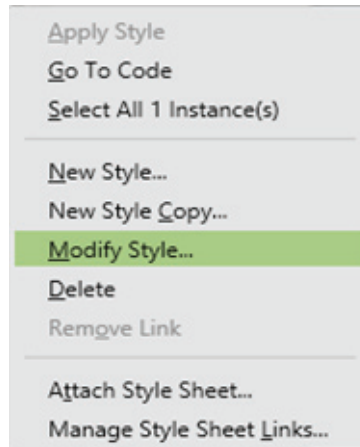 Apply Style
Go To Code
Select All 1 Instance(s)
New Style...
New Style Copy...
Modify Style...
Delete
Remove Link
Attach Style Sheet...
Manage Style Sheet Links...